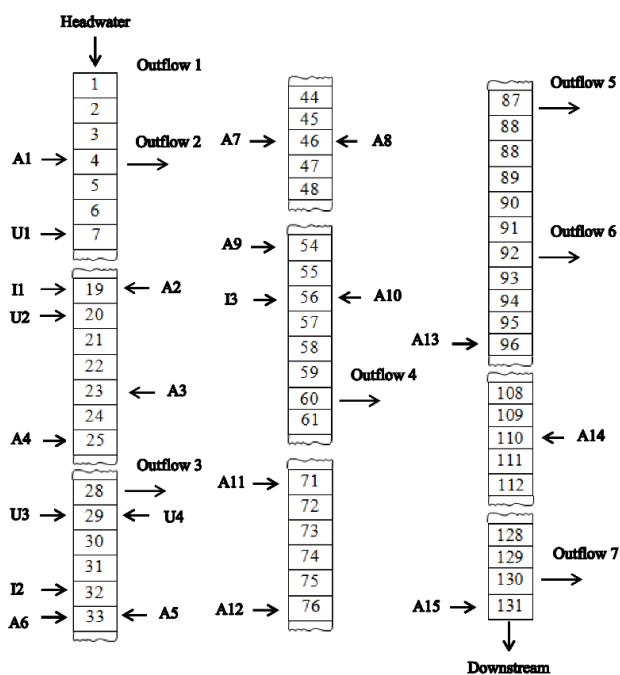 Headwater
Outflow 1
1
2
3
Outflow 2
A1 4
5
6
U1 7
I1 19 A2
U2 20
21
22
23 A3
24
A4 25
Outflow 3
28
U3 29 U4
30
31
I2 32
A6 33 A5
44
45
A7 46 A8
47
48
A9 54
55
I3 56 A10
57
58
59
Outflow 4
60
61
A11 71
72
73
74
75
A12 76
Outflow 5
87
88
88
89
90
91
Outflow 6
92
93
94
95
A13 96
108
109
110 A14
111
112
128
129
Outflow 7
130
A15 131
Downstream